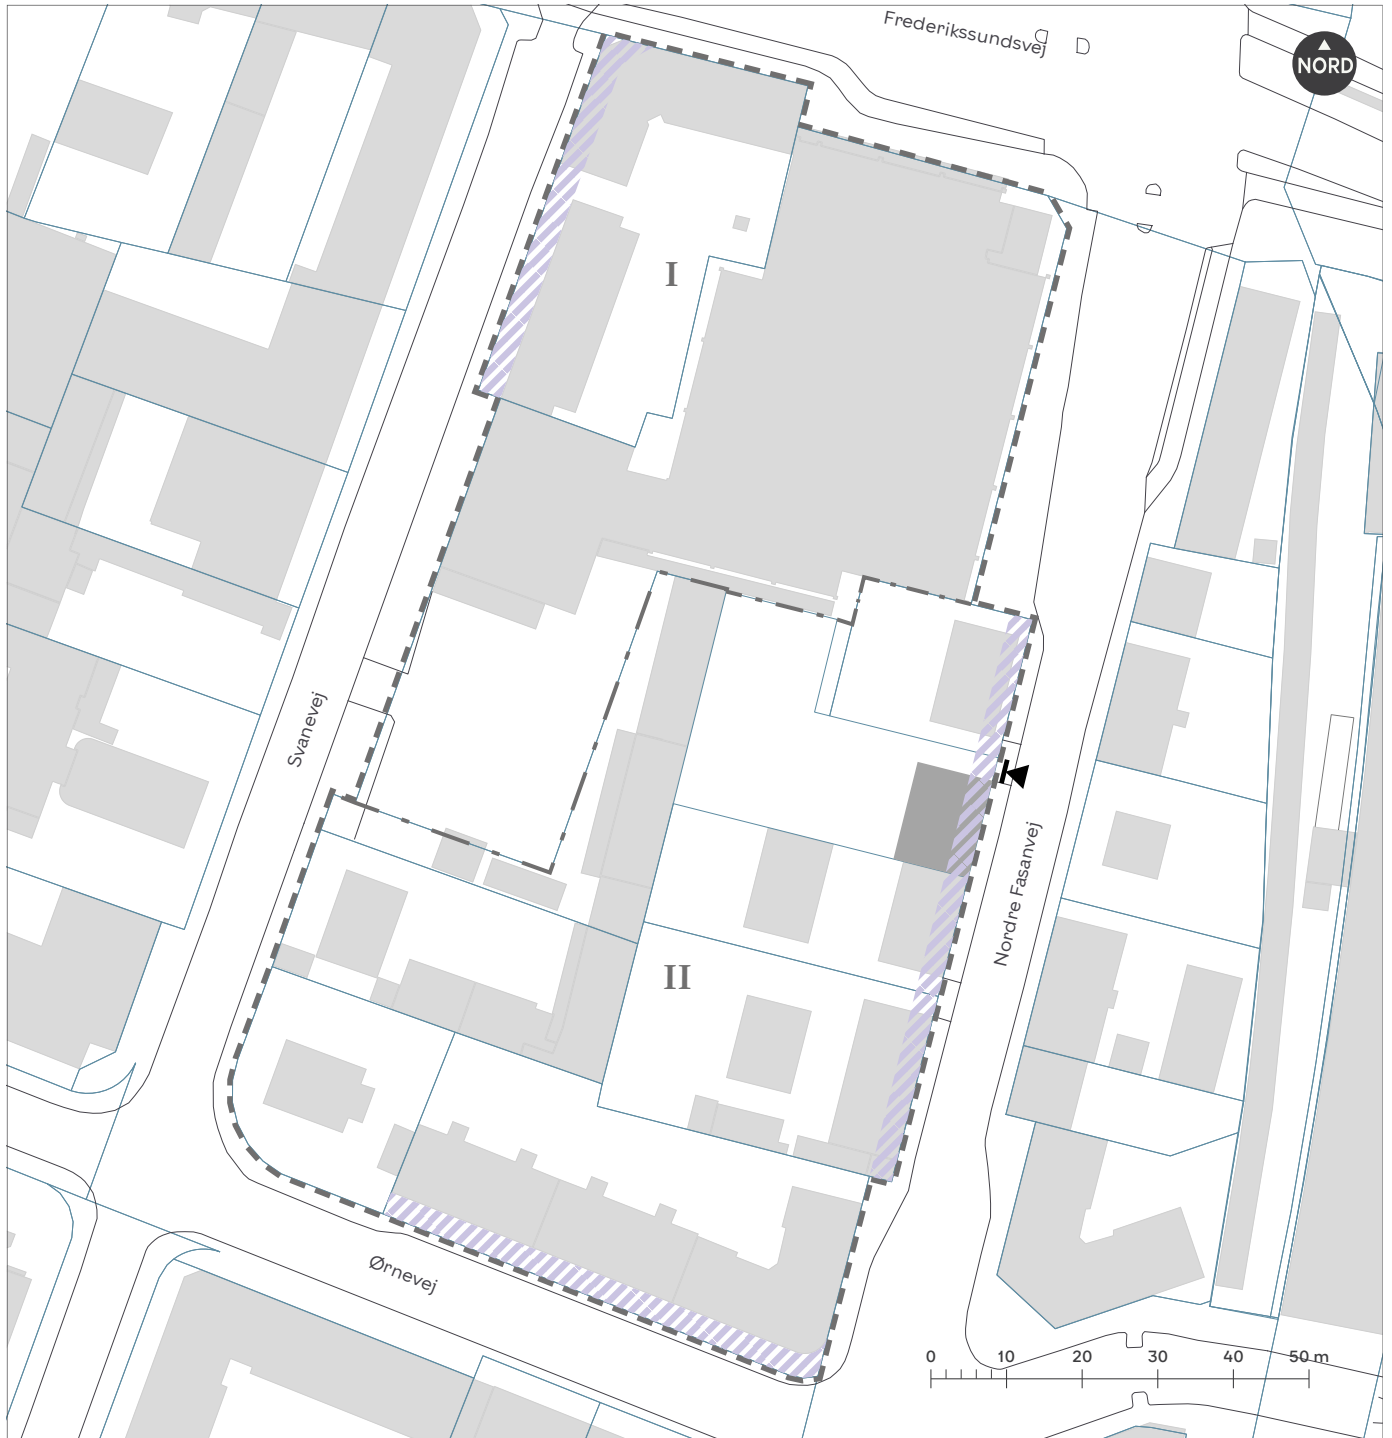 Frederikssundsvej
NORD
I
Svanevej
Nordre Fasanvej
II
Ørnevej
0 10 20 30 40 50 m